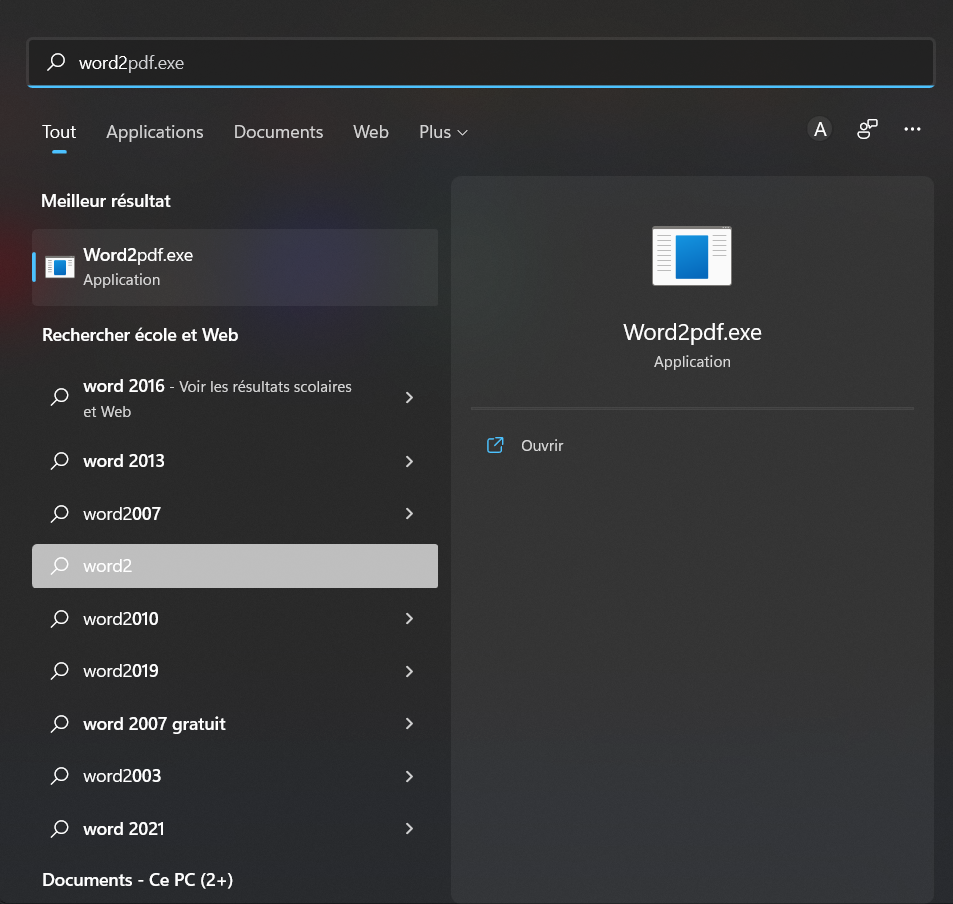 word2pdf.exe
Tout
Applications
Documents
Web
Plus
A
Meilleur résultat
Word2pdf.exe
Application
Rechercher école et Web
word 2016 - Voir les résultats scolaires
et Web
word 2013
word2007
word2
word2010
word2019
word 2007 gratuit
word2003
word 2021
Documents - Ce PC (2+)
Word2pdf.exe
Application
Ouvrir